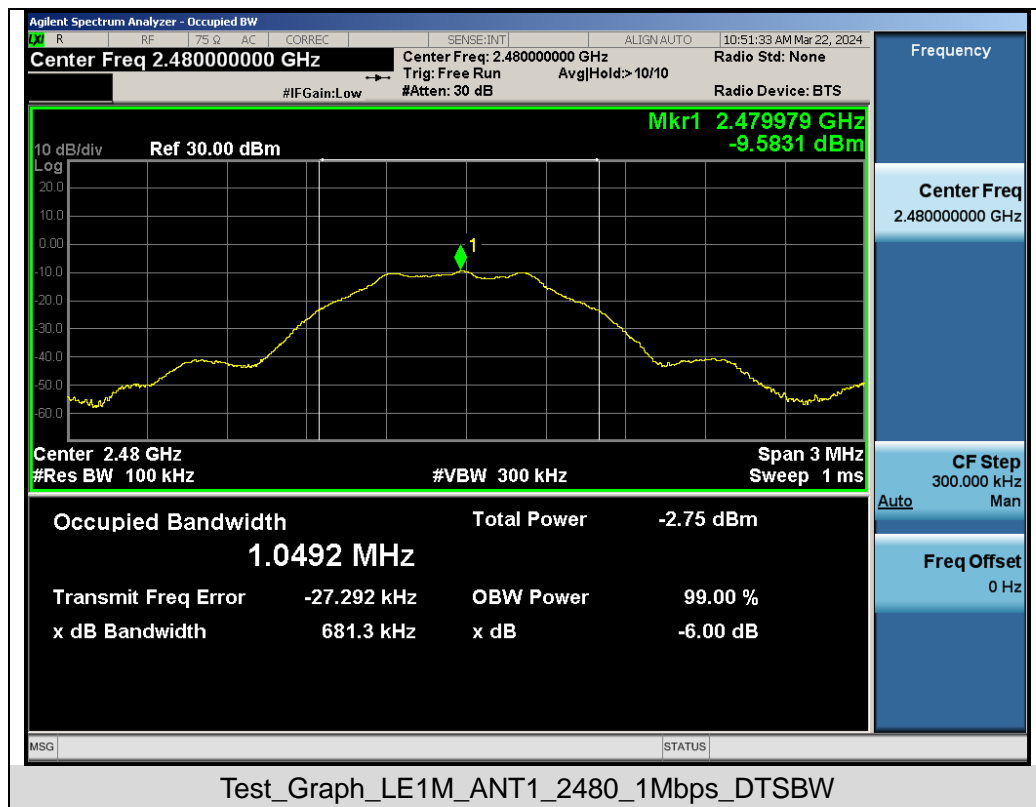 Agilent Spectrum Analyzer - Occupied BW
LXI R RF 75 Ω AC CORREC SENSE:INT ALIGN AUTO 10:51:33 AM Mar 22, 2024
Center Freq 2.480000000 GHz
Center Freq: 2.480000000 GHz
Radio Std: None
Trig: Free Run Avg|Hold:> 10/10
#IFGain:Low #Atten: 30 dB Radio Device: BTS
Mkr1 2.479979 GHz
-9.5831 dBm
10 dB/div Ref 30.00 dBm
Log
20.0
10.0
0.00
1
-10.0
-20.0
-30.0
-40.0
-50.0
-60.0
Center 2.48 GHz Span 3 MHz
#Res BW 100 kHz #VBW 300 kHz Sweep 1 ms
Occupied Bandwidth Total Power -2.75 dBm
1.0492 MHz
Transmit Freq Error -27.292 kHz OBW Power 99.00 %
x dB Bandwidth 681.3 kHz x dB -6.00 dB
MSG STATUS
Frequency
Center Freq
2.480000000 GHz
CF Step
300.000 kHz
Auto Man
Freq Offset
0 Hz
Test_Graph_LE1M_ANT1_2480_1Mbps_DTSBW